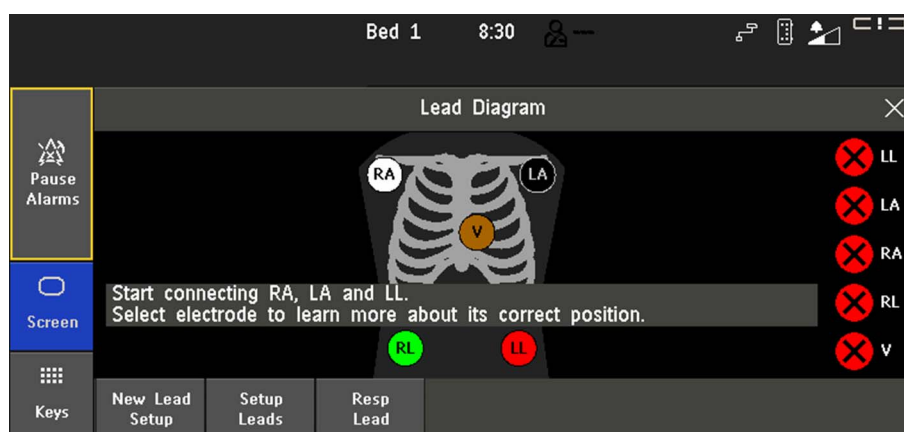 Bed 1
8:30
Lead Diagram
Pause
Alarms
Screen
Keys
RA
LA
V
Start connecting RA, LA and LL.
Select electrode to learn more about its correct position.
RL
LL
LL
LA
RA
RL
V
New Lead
Setup
Setup
Leads
Resp
Lead